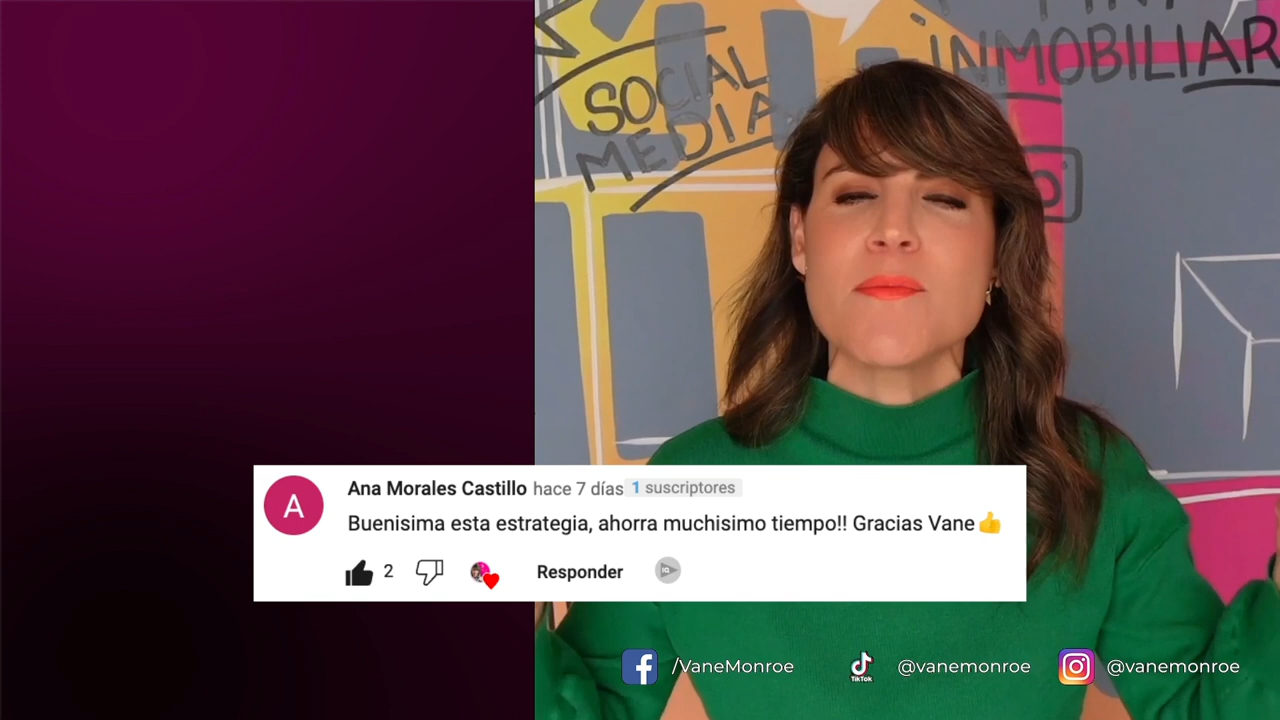 SOCIAL
MEDIA
INMOBILIAR
Ana Morales Castillo hace 7 días 1 suscriptores
Buenisima esta estrategia, ahorra muchisimo tiempo!! Gracias Vane👍
A
2
Responder
IQ
/VaneMonroe
TikTok
@vanemonroe
@vanemonroe